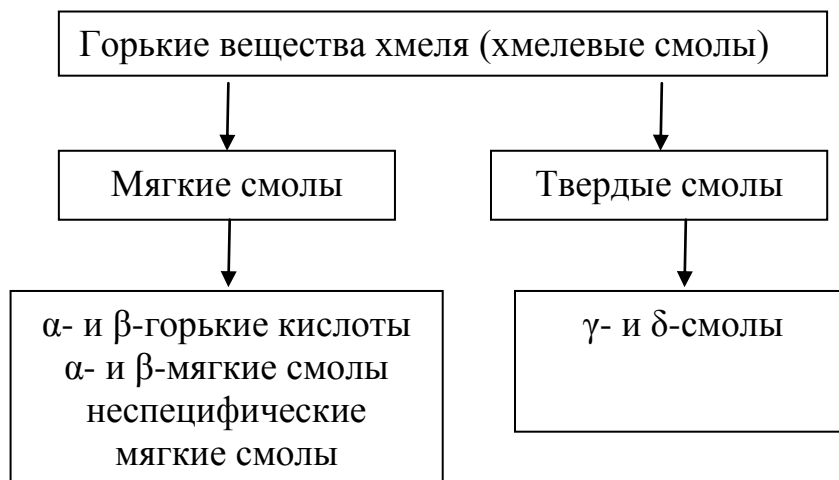 Горькие вещества хмеля (хмелевые смолы)
Мягкие смолы
Твердые смолы
α- и β-горькие кислоты
α- и β-мягкие смолы
неспецифические
мягкие смолы
γ- и δ-смолы